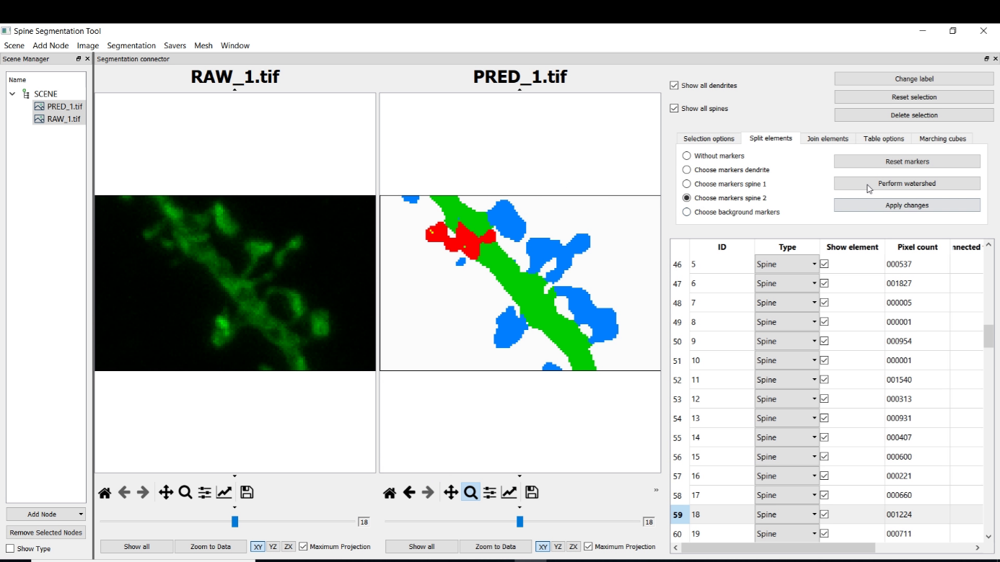 Spine Segmentation Tool
Scene Add Node Image Segmentation Savers Mesh Window
Scene Manager
Segmentation connector
Name
SCENE
PRED_1.tif
RAW_1.tif
Add Node
Remove Selected Nodes
Show Type
RAW_1.tif
18
Show all Zoom to Data XY YZ ZX Maximum Projection
PRED_1.tif
»
18
Show all Zoom to Data XY YZ ZX Maximum Projection
Show all dendrites
Show all spines
Change label
Reset selection
Delete selection
Selection options Split elements Join elements Table options Marching cubes
Without markers
Choose markers dendrite
Choose markers spine 1
Choose markers spine 2
Choose background markers
Reset markers
Perform watershed
Apply changes
ID Type Show element Pixel count nnected
46 5 Spine 000537
47 6 Spine 001827
48 7 Spine 000005
49 8 Spine 000001
50 9 Spine 000954
51 10 Spine 000001
52 11 Spine 001540
53 12 Spine 000313
54 13 Spine 000931
55 14 Spine 000407
56 15 Spine 000600
57 16 Spine 000221
58 17 Spine 000660
59 18 Spine 001224
60 19 Spine 000711